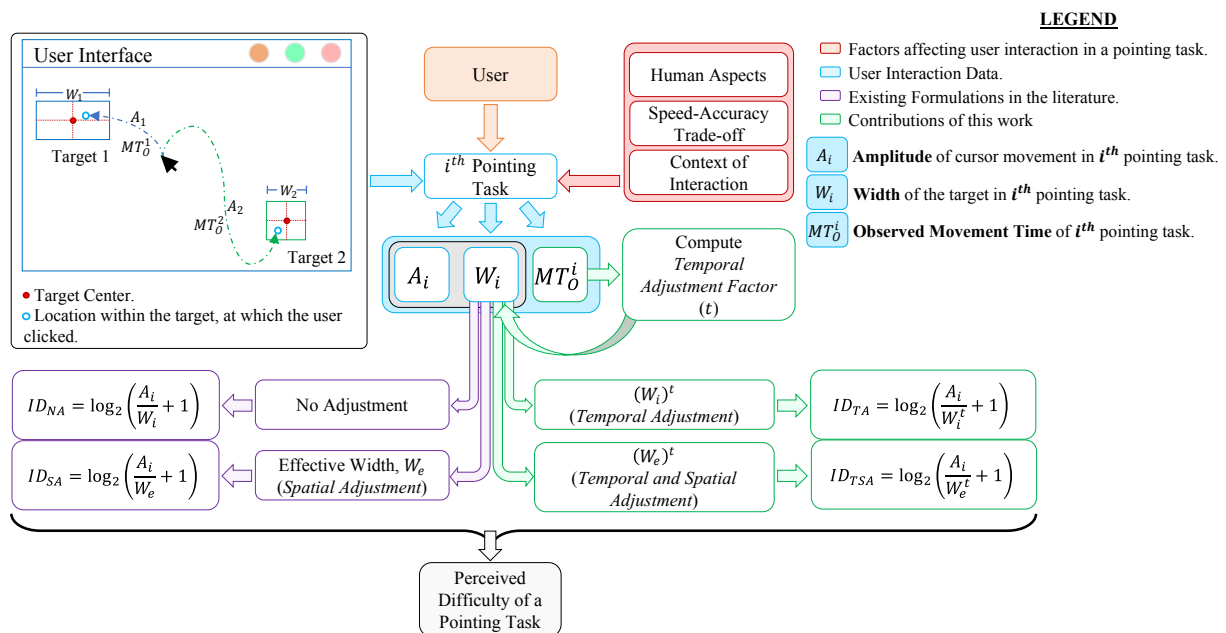 User Interface
W₁
A₁
MT_O^1
Target 1
W₂
A₂
MT_O^2
Target 2
Target Center.
Location within the target, at which the user
clicked.
User
i^th Pointing
Task
Human Aspects
Speed-Accuracy
Trade-off
Context of
Interaction
LEGEND
Factors affecting user interaction in a pointing task.
User Interaction Data.
Existing Formulations in the literature.
Contributions of this work
A_i Amplitude of cursor movement in i^th pointing task.
W_i Width of the target in i^th pointing task.
MT_O^i Observed Movement Time of i^th pointing task.
A_i W_i MT_O^i
Compute
Temporal
Adjustment Factor
(t)
ID_NA = log₂ (A_i/W_i + 1)
No Adjustment
(W_i)^t
(Temporal Adjustment)
ID_TA = log₂ (A_i/W_i^t + 1)
ID_SA = log₂ (A_i/W_e + 1)
Effective Width, W_e
(Spatial Adjustment)
(W_e)^t
(Temporal and Spatial
Adjustment)
ID_TSA = log₂ (A_i/W_e^t + 1)
Perceived
Difficulty of a
Pointing Task